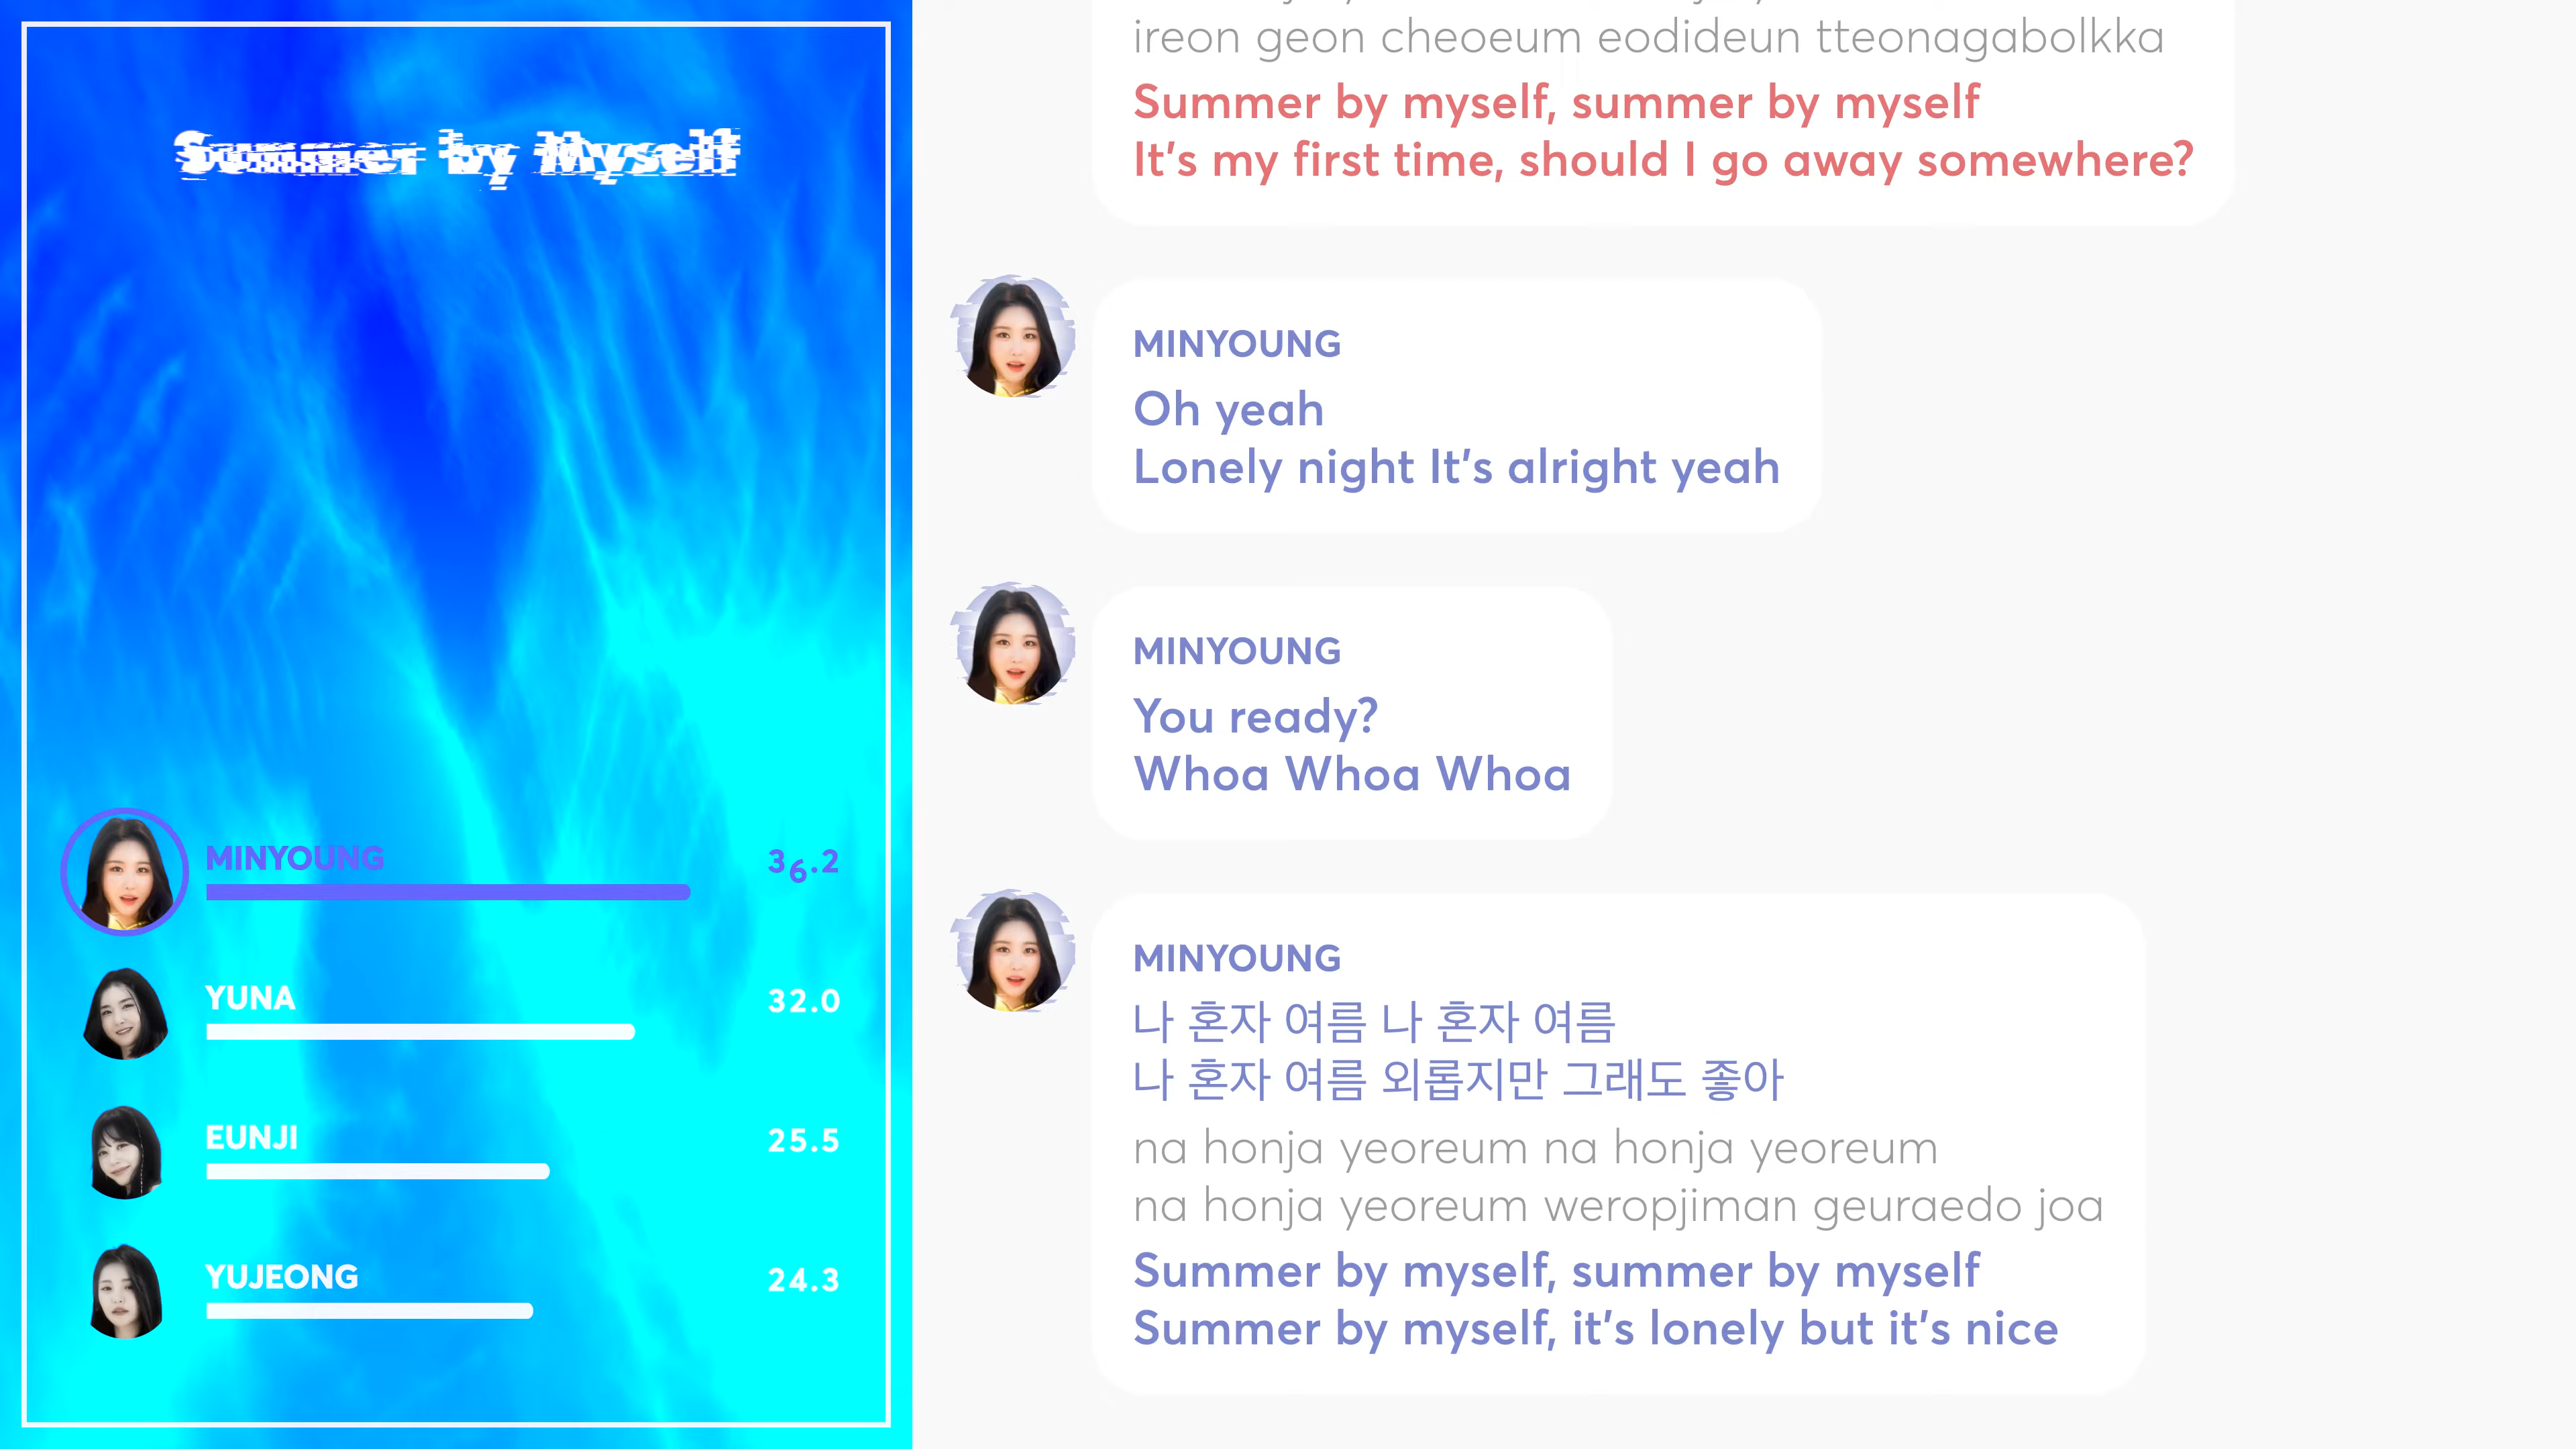 Summer by Myself
MINYOUNG
36.2
YUNA
32.0
EUNJI
25.5
YUJEONG
24.3
ireon geon cheoeum eodideun tteonagabolkka
Summer by myself, summer by myself
It's my first time, should I go away somewhere?
MINYOUNG
Oh yeah
Lonely night It's alright yeah
MINYOUNG
You ready?
Whoa Whoa Whoa
MINYOUNG
나 혼자 여름 나 혼자 여름
나 혼자 여름 외롭지만 그래도 좋아
na honja yeoreum na honja yeoreum
na honja yeoreum weropjiman geuraedo joa
Summer by myself, summer by myself
Summer by myself, it's lonely but it's nice